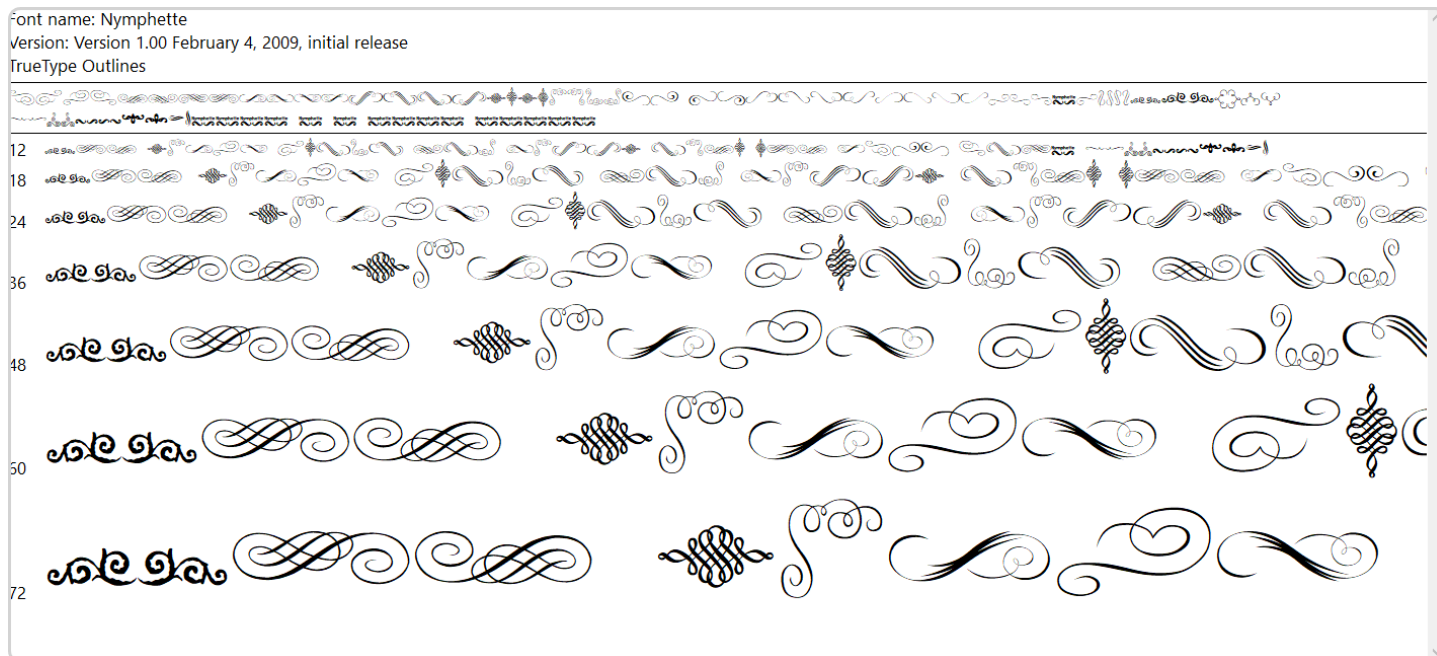 Font name: Nymphette
Version: Version 1.00 February 4, 2009, initial release
TrueType Outlines
12
18
24
36
48
60
72